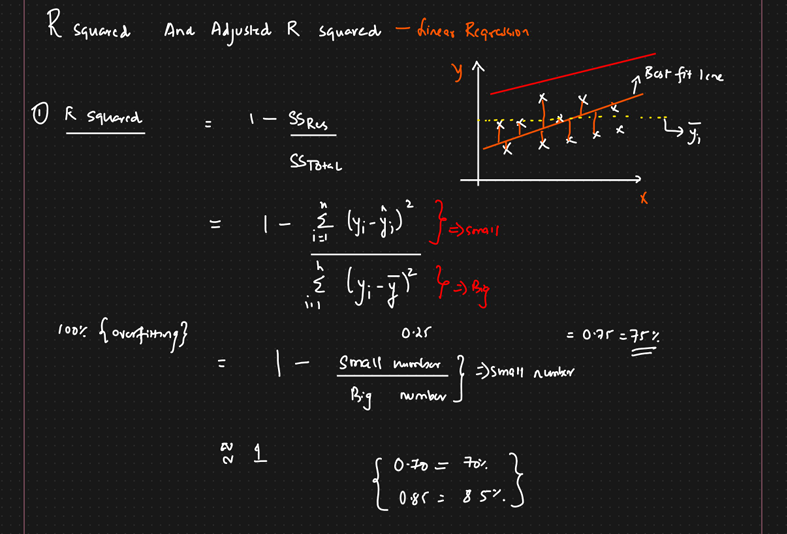 R squared And Adjusted R squared – Linear Regression
y
Best fit line
ȳi
x
① R squared = 1 - SSRes / SSTotal
= 1 - n Σ i=1 (yi - ŷi)² } => small
n Σ i=1 (yi - ȳ)² } => Big
100% {overfitting}
0.25
= 0.75 = 75%
= 1 - Small number / Big number } => small number
≈ 1
{ 0.70 = 70%
0.85 = 85% }